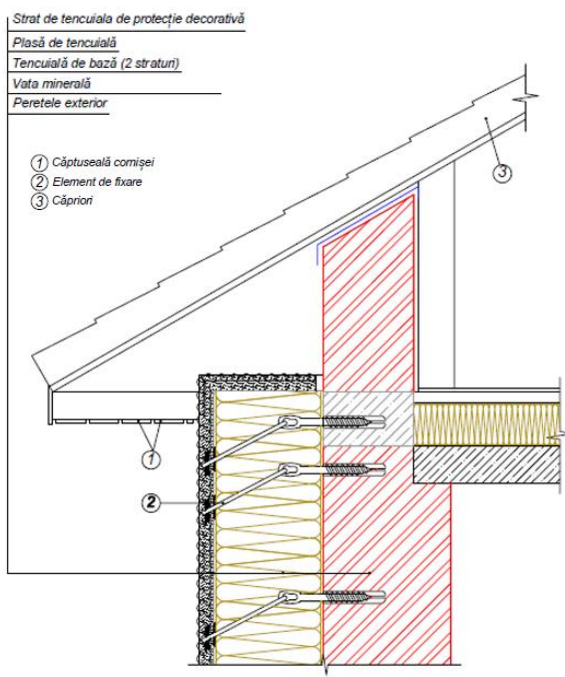 Strat de tencuiala de protecție decorativă
Plasă de tencuială
Tencuială de bază (2 straturi)
Vata minerală
Peretele exterior
1 Căptuseală cornișei
2 Element de fixare
3 Căpriori
3
1
2